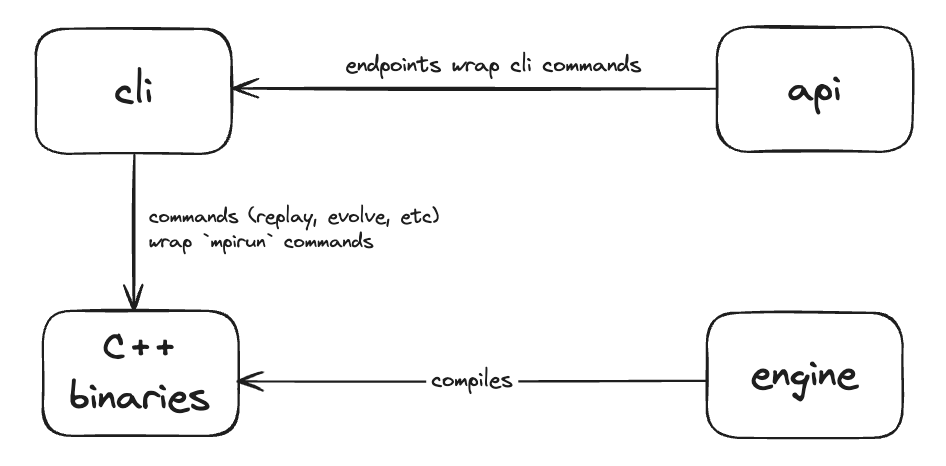 cli
endpoints wrap cli commands
api
commands (replay, evolve, etc)
wrap `mpirun` commands
C++
binaries
compiles
engine